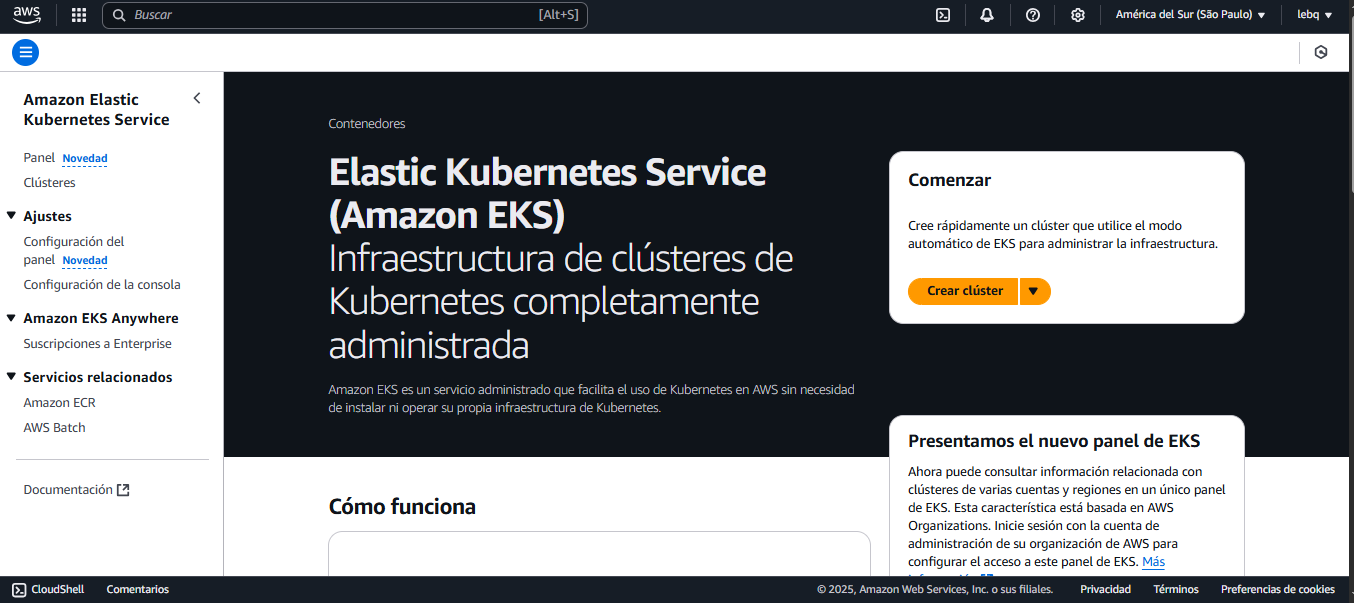 aws
Buscar
[Alt+S]
América del Sur (São Paulo)
lebq
Amazon Elastic
Kubernetes Service
Panel Novedad
Clústeres
Ajustes
Configuración del
panel Novedad
Configuración de la consola
Amazon EKS Anywhere
Suscripciones a Enterprise
Servicios relacionados
Amazon ECR
AWS Batch
Documentación
Contenedores
Elastic Kubernetes Service
(Amazon EKS)
Infraestructura de clústeres de
Kubernetes completamente
administrada
Amazon EKS es un servicio administrado que facilita el uso de Kubernetes en AWS sin necesidad
de instalar ni operar su propia infraestructura de Kubernetes.
Comenzar
Cree rápidamente un clúster que utilice el modo
automático de EKS para administrar la infraestructura.
Crear clúster
Presentamos el nuevo panel de EKS
Ahora puede consultar información relacionada con
clústeres de varias cuentas y regiones en un único panel
de EKS. Esta característica está basada en AWS
Organizations. Inicie sesión con la cuenta de
administración de su organización de AWS para
configurar el acceso a este panel de EKS. Más
Cómo funciona
CloudShell
Comentarios
© 2025, Amazon Web Services, Inc. o sus filiales.
Privacidad
Términos
Preferencias de cookies